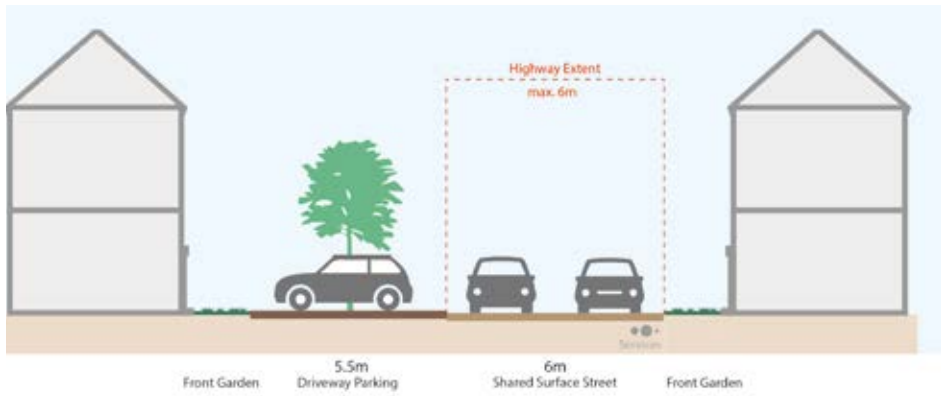 Highway Extent
max. 6m
Services
5.5m
6m
Front Garden
Driveway Parking
Shared Surface Street
Front Garden